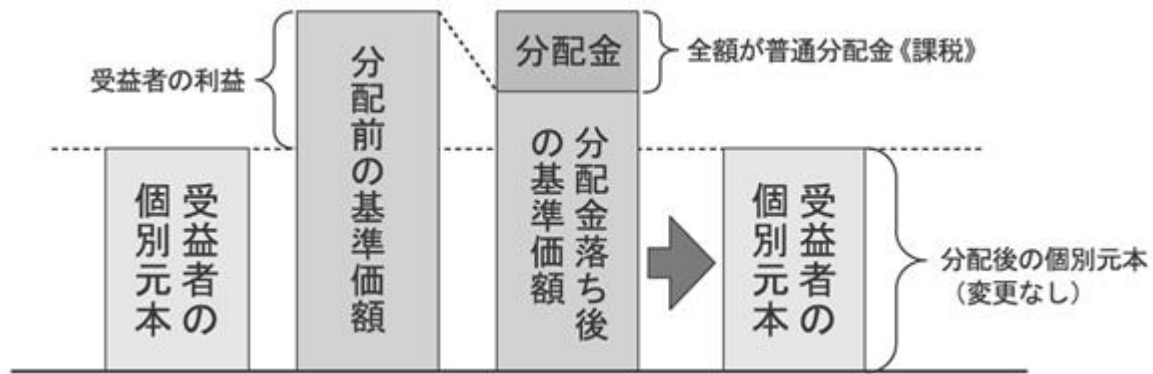 受益者の利益
受益者の
個別元本
分配前の基準価額
分配金
分配金落ち後
の基準価額
全額が普通分配金《課税》
受益者の
個別元本
分配後の個別元本
（変更なし）